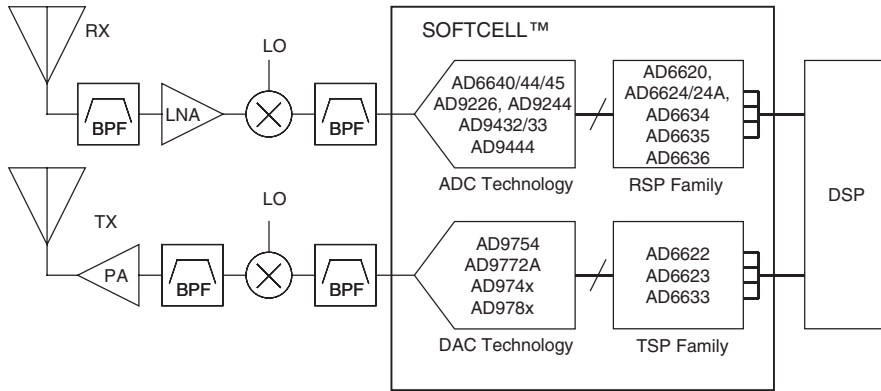 RX
SOFTCELL™
LO
BPF
LNA
BPF
AD6640/44/45
AD9226, AD9244
AD9432/33
AD9444
ADC Technology
AD6620,
AD6624/24A,
AD6634
AD6635
AD6636
RSP Family
DSP
TX
LO
PA
BPF
BPF
AD9754
AD9772A
AD974x
AD978x
DAC Technology
AD6622
AD6623
AD6633
TSP Family